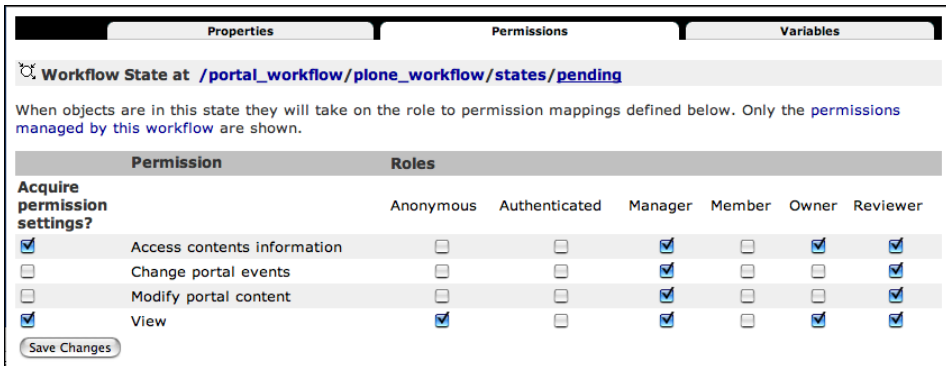 Properties Permissions Variables
Workflow State at /portal_workflow/plone_workflow/states/pending
When objects are in this state they will take on the role to permission mappings defined below. Only the permissions
managed by this workflow are shown.
Permission Roles
Acquire
permission
settings?
Anonymous Authenticated Manager Member Owner Reviewer
Access contents information
Change portal events
Modify portal content
View
Save Changes